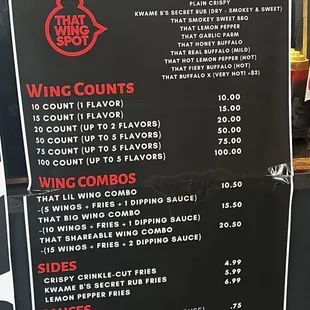 THAT
WING
SPOT
PLAIN CRISPY
KWAME B'S SECRET RUB (DRY - SMOKEY & SWEET)
THAT SMOKEY SWEET BBQ
THAT LEMON PEPPER
THAT GARLIC PARM
THAT HONEY BUFFALO
THAT REAL BUFFALO (MILD)
THAT HOT LEMON PEPPER (HOT)
THAT FIERY BUFFALO (HOT)
THAT BUFFALO X (VERY HOT! +$2)
WING COUNTS
10 COUNT (1 FLAVOR) 10.00
15 COUNT (1 FLAVOR) 15.00
20 COUNT (UP TO 2 FLAVORS) 20.00
50 COUNT (UP TO 5 FLAVORS) 50.00
75 COUNT (UP TO 5 FLAVORS) 75.00
100 COUNT (UP TO 5 FLAVORS) 100.00
WING COMBOS
THAT LIL WING COMBO 10.50
-(5 WINGS + FRIES + 1 DIPPING SAUCE)
THAT BIG WING COMBO 15.50
-(10 WINGS + FRIES + 1 DIPPING SAUCE)
THAT SHAREABLE WING COMBO 20.50
-(15 WINGS + FRIES + 2 DIPPING SAUCE)
SIDES
CRISPY CRINKLE-CUT FRIES 4.99
KWAME B'S SECRET RUB FRIES 5.99
LEMON PEPPER FRIES 6.99
SAUCES
.75